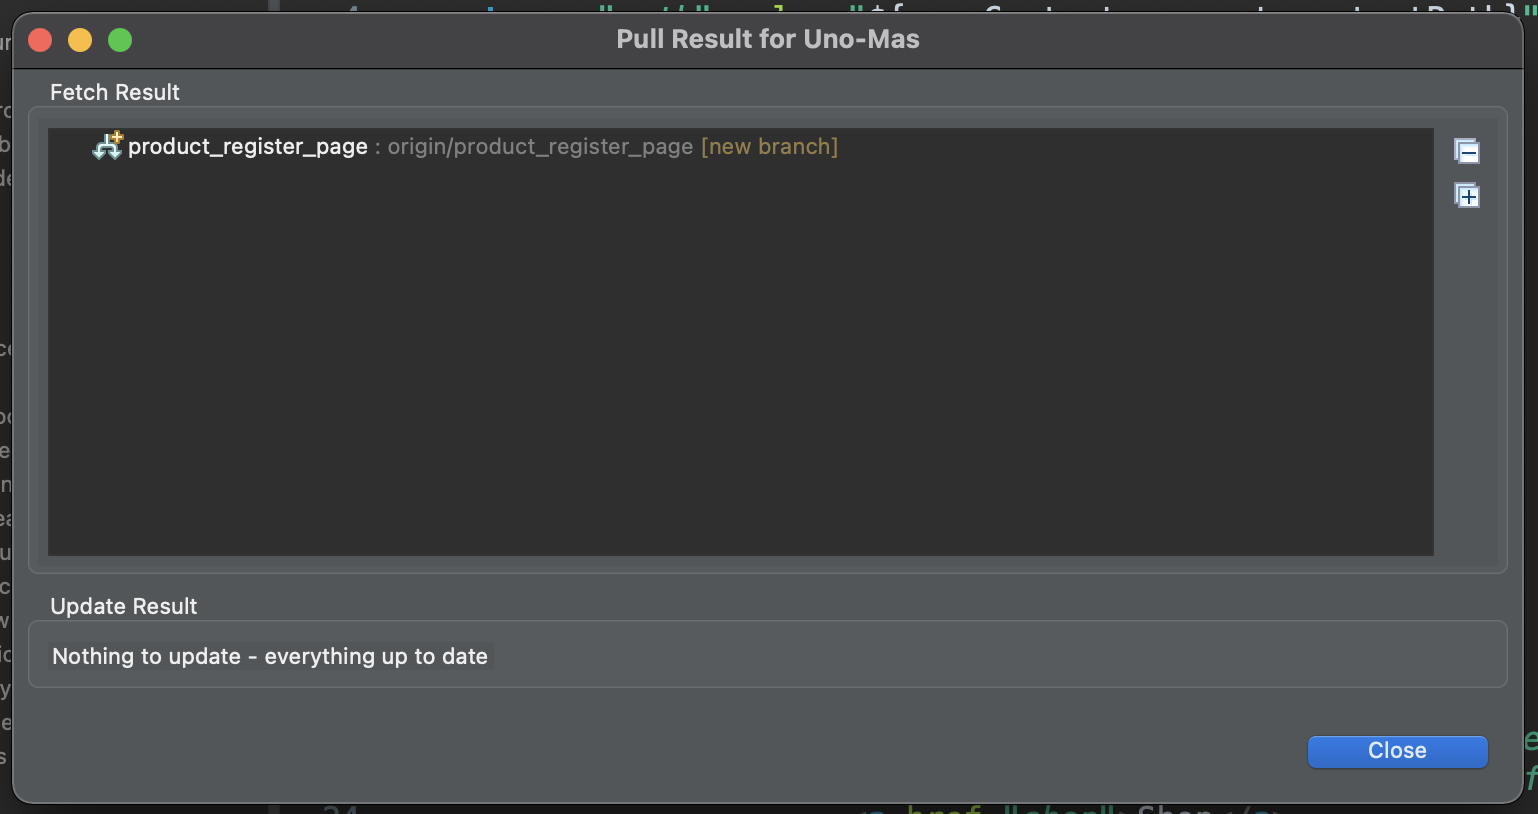 Pull Result for Uno-Mas
Fetch Result
product_register_page : origin/product_register_page [new branch]
Update Result
Nothing to update - everything up to date
Close